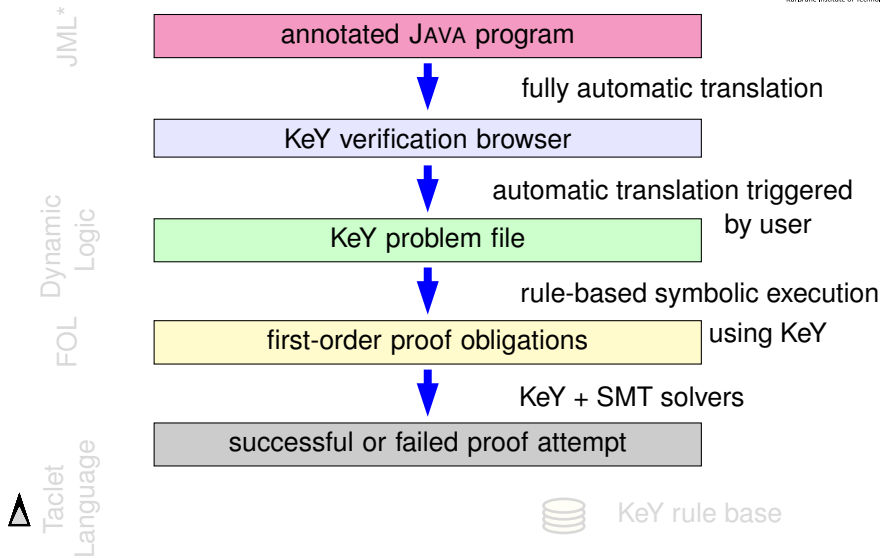 JML*
annotated JAVA program
fully automatic translation
KeY verification browser
automatic translation triggered
by user
Dynamic
Logic
KeY problem file
rule-based symbolic execution
using KeY
FOL
first-order proof obligations
KeY + SMT solvers
successful or failed proof attempt
Taclet
Language
KeY rule base